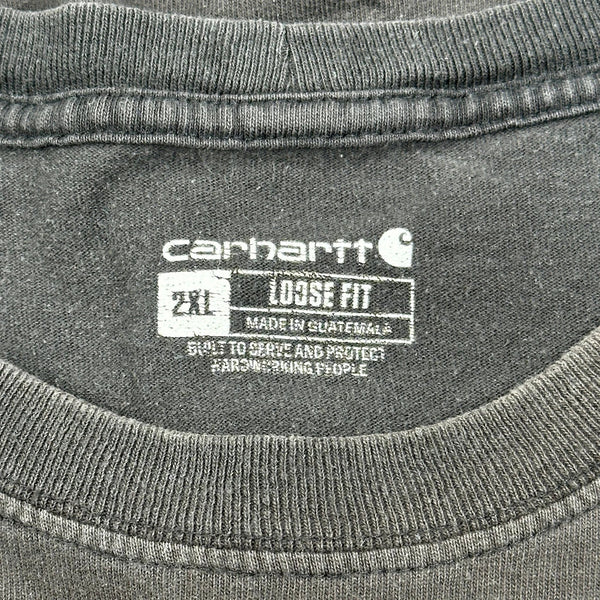 carhartt
2XL LOOSE FIT
MADE IN GUATEMALA
BUILT TO SERVE AND PROTECT
HARDWORKING PEOPLE